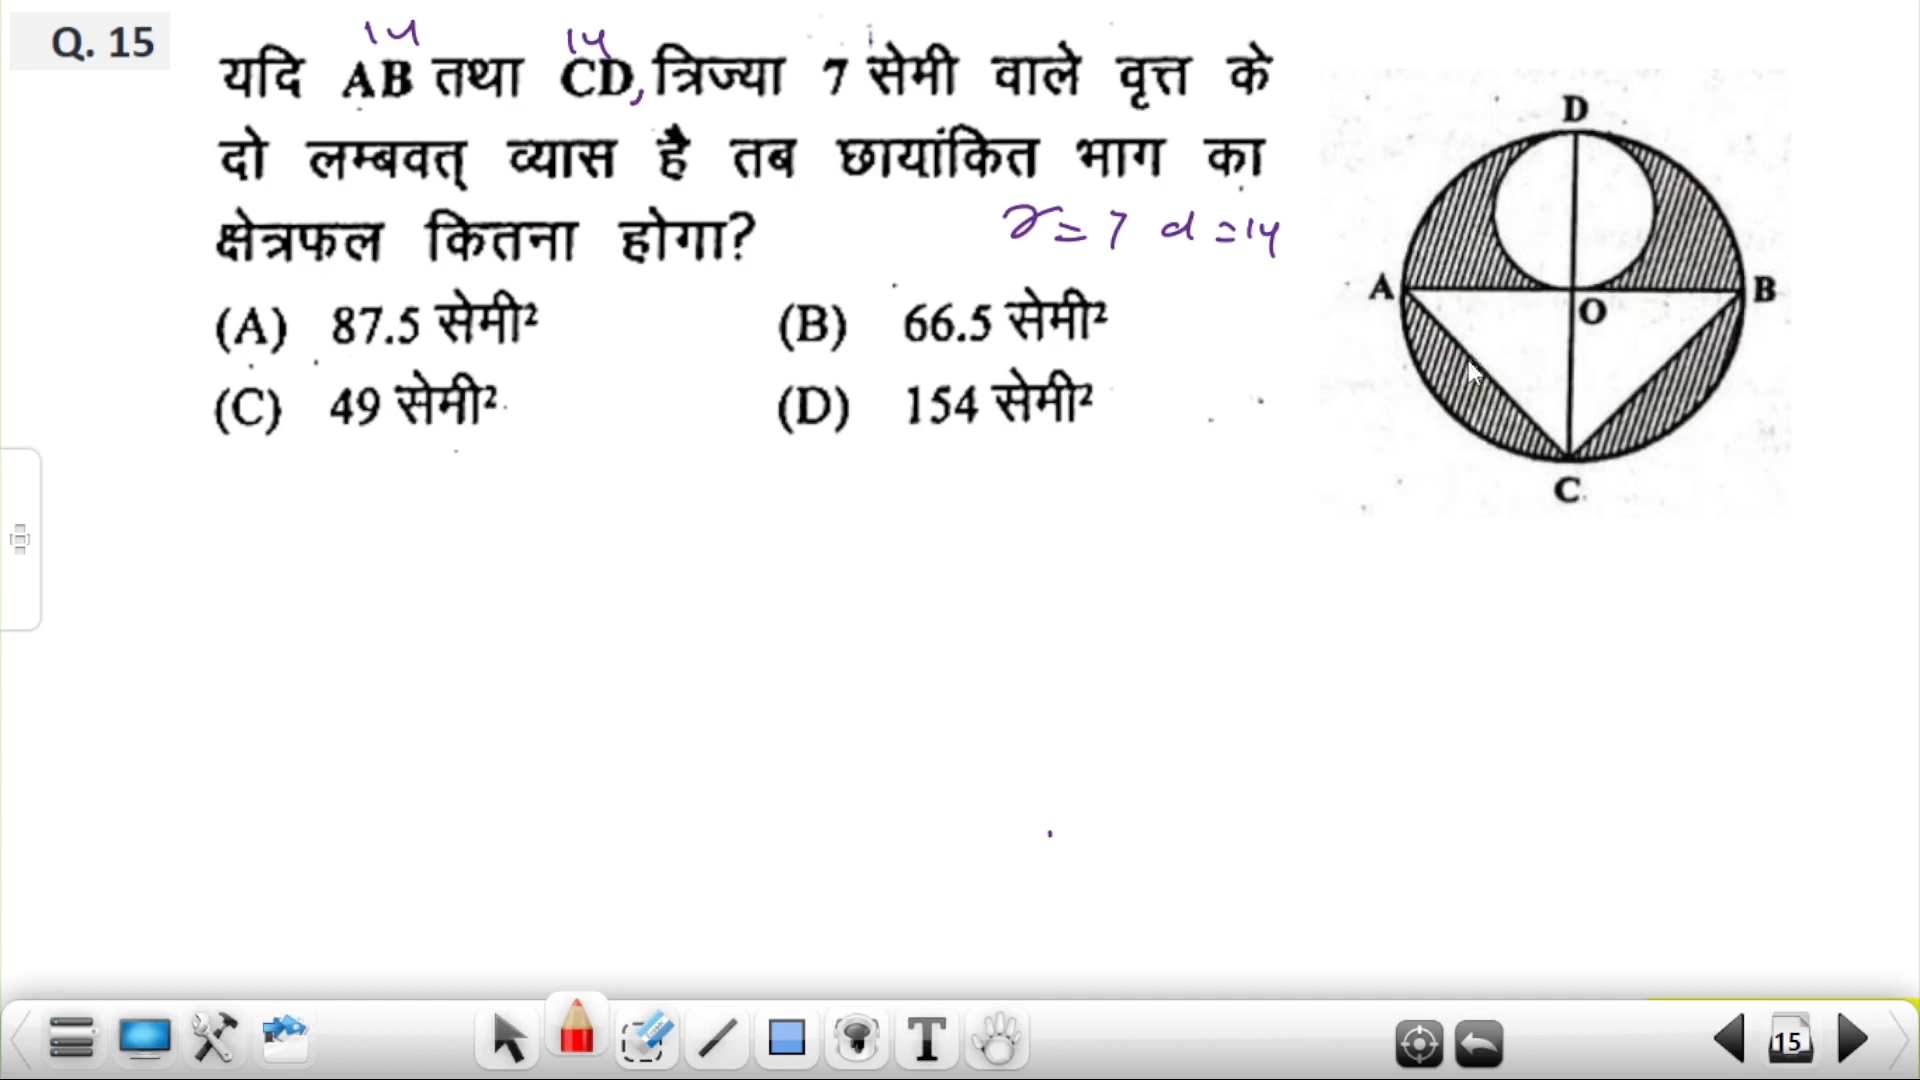 Q. 15
14 14
यदि AB तथा CD, त्रिज्या 7 सेमी वाले वृत्त के
दो लम्बवत् व्यास है तब छायांकित भाग का
क्षेत्रफल कितना होगा?
r = 7 d = 14
(A) 87.5 सेमी² (B) 66.5 सेमी²
(C) 49 सेमी² (D) 154 सेमी²
D
A B
O
C
T
15